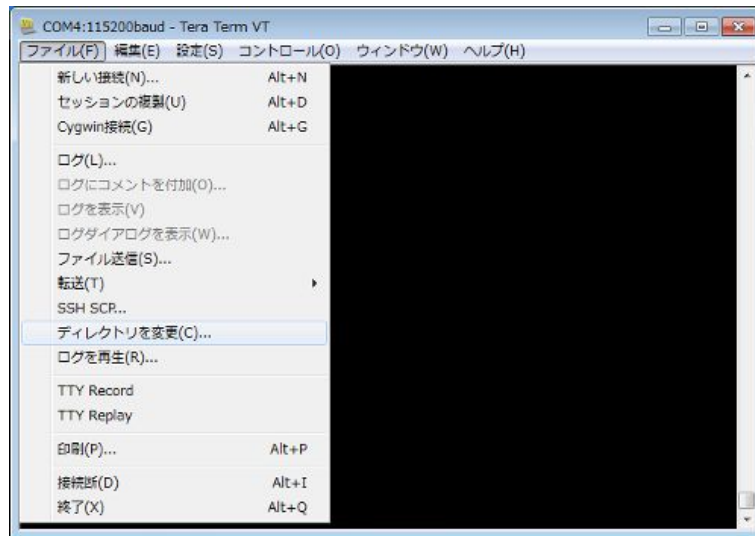 COM4:115200baud - Tera Term VT
ファイル(F) 編集(E) 設定(S) コントロール(O) ウィンドウ(W) ヘルプ(H)
新しい接続(N)... Alt+N
セッションの複製(U) Alt+D
Cygwin接続(G) Alt+G
ログ(L)...
ログにコメントを付加(O)...
ログを表示(V)
ログダイアログを表示(W)...
ファイル送信(S)...
転送(T)
SSH SCP...
ディレクトリを変更(C)...
ログを再生(R)...
TTY Record
TTY Replay
印刷(P)... Alt+P
接続断(D) Alt+I
終了(X) Alt+Q